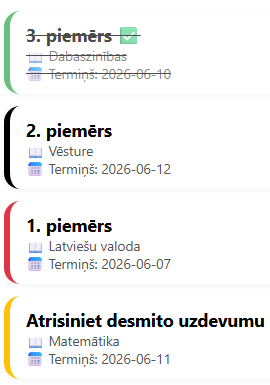 3. piemērs ✅
📖 Dabaszinības
📅 Termiņš: 2026-06-10
2. piemērs
📖 Vēsture
📅 Termiņš: 2026-06-12
1. piemērs
📖 Latviešu valoda
📅 Termiņš: 2026-06-07
Atrisiniet desmito uzdevumu
📖 Matemātika
📅 Termiņš: 2026-06-11